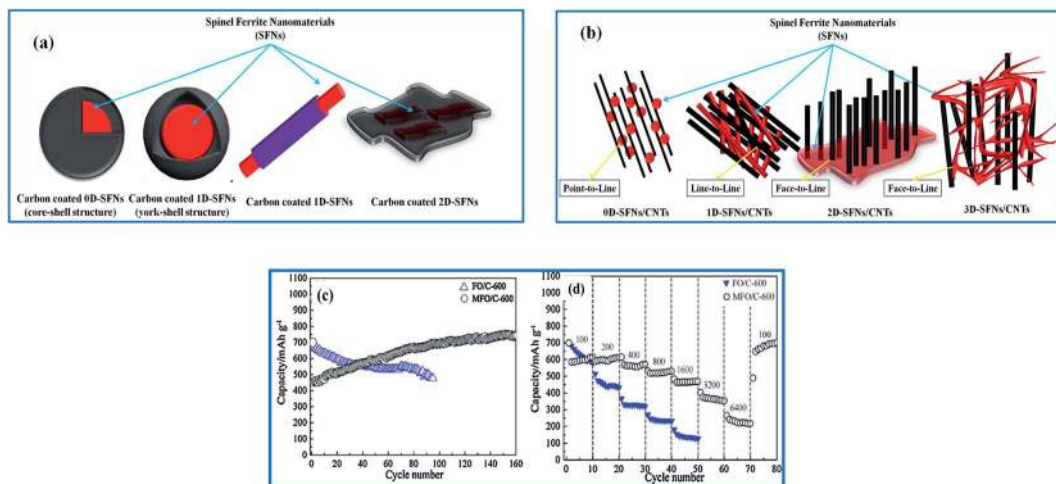 Spinel Ferrite Nanomaterials
(SFNs)
(a)
Carbon coated 0D-SFNs
(core-shell structure)
Carbon coated 1D-SFNs
(york-shell structure)
Carbon coated 1D-SFNs
Carbon coated 2D-SFNs
Spinel Ferrite Nanomaterials
(SFNs)
(b)
Point-to-Line
Line-to-Line
Face-to-Line
Face-to-Line
0D-SFNs/CNTs
1D-SFNs/CNTs
2D-SFNs/CNTs
3D-SFNs/CNTs
(c)
FO/C-600
MFO/C-600
Capacity/mAh g⁻¹
1100
1000
900
800
700
600
500
400
300
200
100
0
0 20 40 60 80 100 120 140 160
Cycle number
(d)
FO/C-600
MFO/C-600
Capacity/mAh g⁻¹
1100
1000
900
800
700
600
500
400
300
200
100
0
100 200 400 800 1600 3200 6400 100
0 10 20 30 40 50 60 70 80
Cycle number